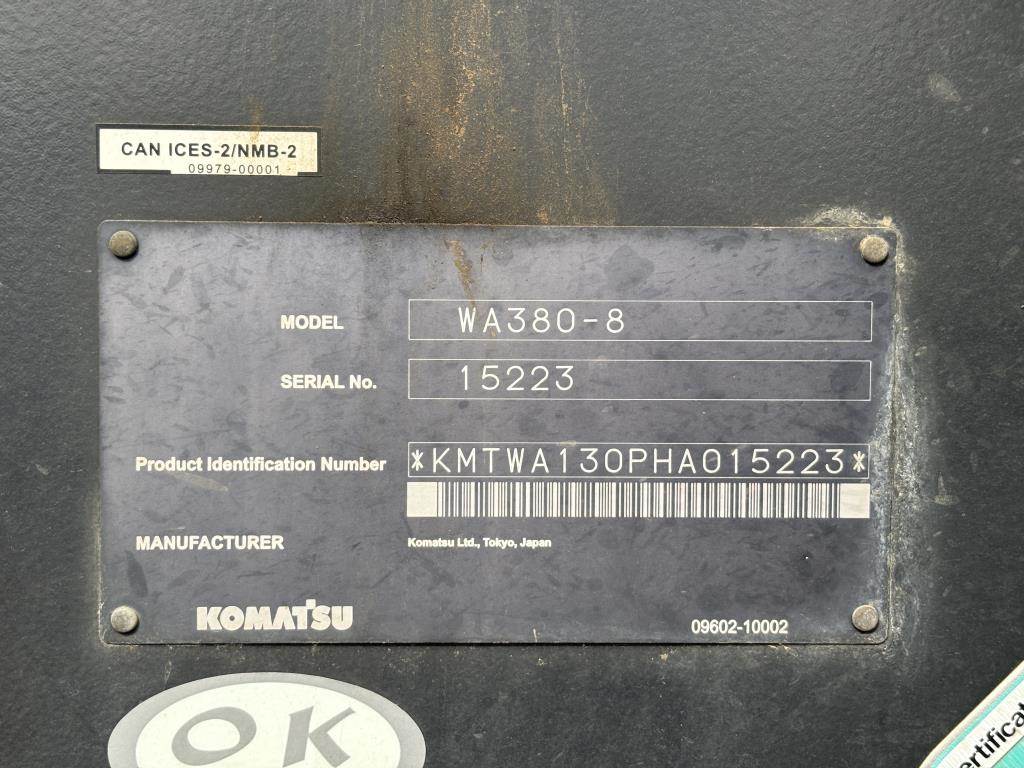 CAN ICES-2/NMB-2
09979-00001
MODEL WA380-8
SERIAL No. 15223
Product Identification Number *KMTWA130PHA015223*
MANUFACTURER Komatsu Ltd., Tokyo, Japan
KOMATSU 09602-10002
OK
ertificat